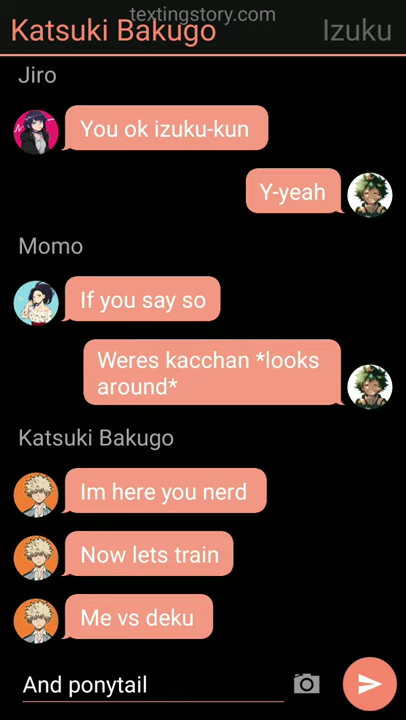 textingstory.com
Katsuki Bakugo
Izuku
Jiro
You ok izuku-kun
Y-yeah
Momo
If you say so
Weres kacchan *looks
around*
Katsuki Bakugo
Im here you nerd
Now lets train
Me vs deku
And ponytail